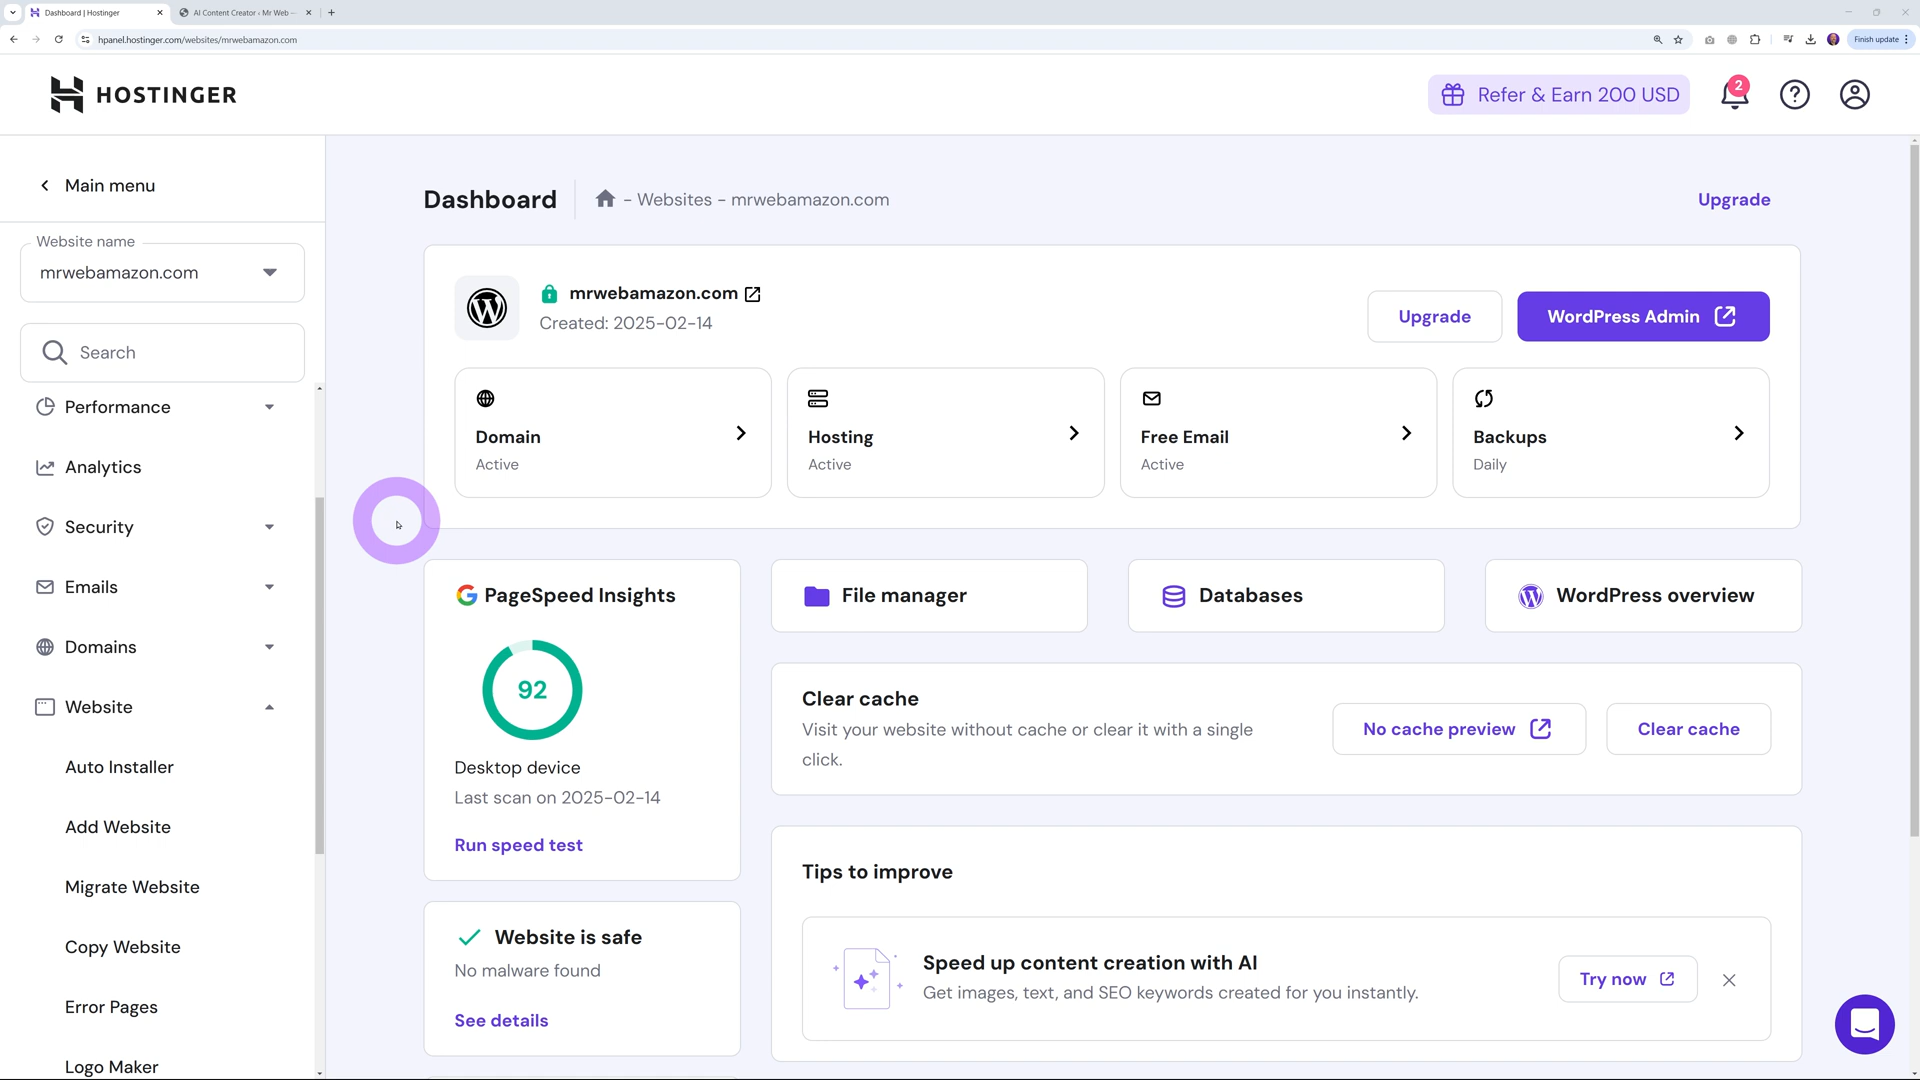 Dashboard | Hostinger
AI Content Creator ‹ Mr Web —
hpanel.hostinger.com/websites/mrwebamazon.com
Finish update
HOSTINGER
Refer & Earn 200 USD
2
Main menu
Website name
mrwebamazon.com
Search
Performance
Analytics
Security
Emails
Domains
Website
Auto Installer
Add Website
Migrate Website
Copy Website
Error Pages
Logo Maker
Dashboard
- Websites - mrwebamazon.com
Upgrade
mrwebamazon.com
Created: 2025-02-14
Upgrade
WordPress Admin
Domain
Active
Hosting
Active
Free Email
Active
Backups
Daily
PageSpeed Insights
92
Desktop device
Last scan on 2025-02-14
Run speed test
File manager
Databases
WordPress overview
Clear cache
Visit your website without cache or clear it with a single
click.
No cache preview
Clear cache
Website is safe
No malware found
See details
Tips to improve
Speed up content creation with AI
Get images, text, and SEO keywords created for you instantly.
Try now